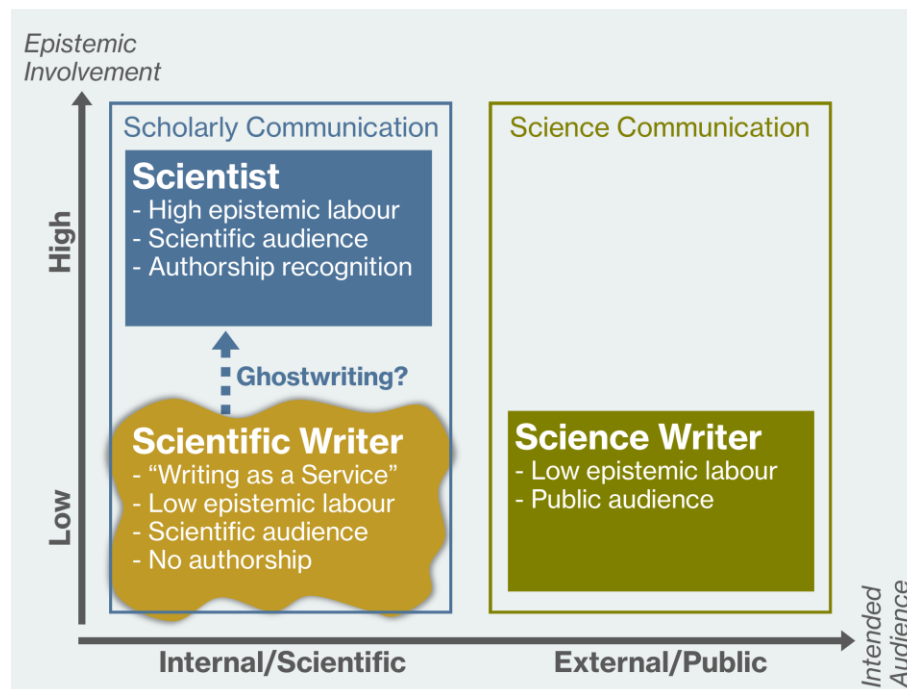 Epistemic
Involvement
High
Low
Scholarly Communication
Scientist
- High epistemic labour
- Scientific audience
- Authorship recognition
Ghostwriting?
Scientific Writer
- “Writing as a Service”
- Low epistemic labour
- Scientific audience
- No authorship
Science Communication
Science Writer
- Low epistemic labour
- Public audience
Internal/Scientific
External/Public
Intended
Audience